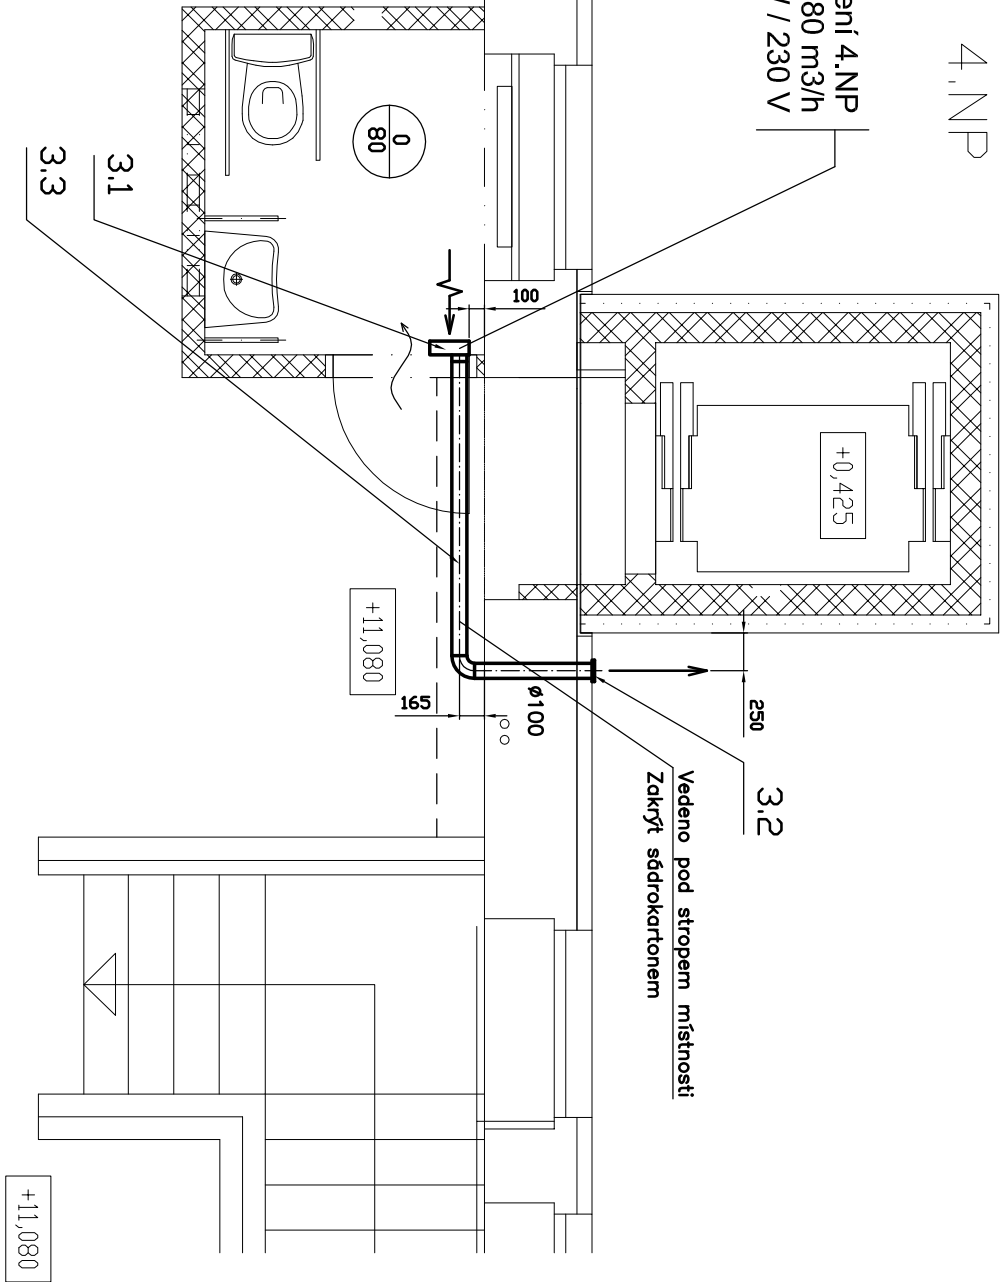 4.NP
ení 4.NP
80 m3/h
/ 230 V
+0,425
250
3.2
Vedeno pod stropem místnosti
Zakrýt sádrokartonem
100
ø100
0
80
165
+11,080
3.1
3.3
+11,080